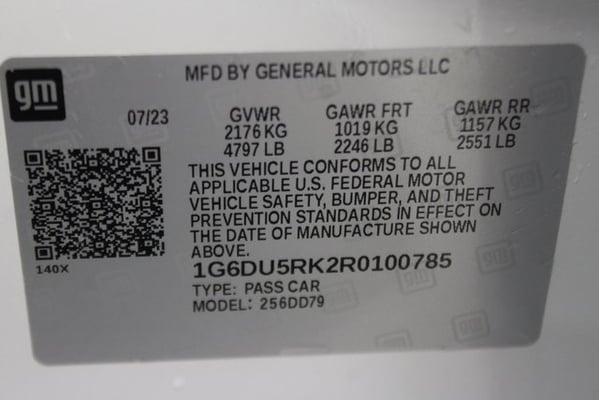 gm
MFD BY GENERAL MOTORS LLC
07/23
GVWR
2176 KG
4797 LB
GAWR FRT
1019 KG
2246 LB
GAWR RR
1157 KG
2551 LB
THIS VEHICLE CONFORMS TO ALL
APPLICABLE U.S. FEDERAL MOTOR
VEHICLE SAFETY, BUMPER, AND THEFT
PREVENTION STANDARDS IN EFFECT ON
THE DATE OF MANUFACTURE SHOWN
ABOVE.
140X
1G6DU5RK2R0100785
TYPE: PASS CAR
MODEL: 256DD79